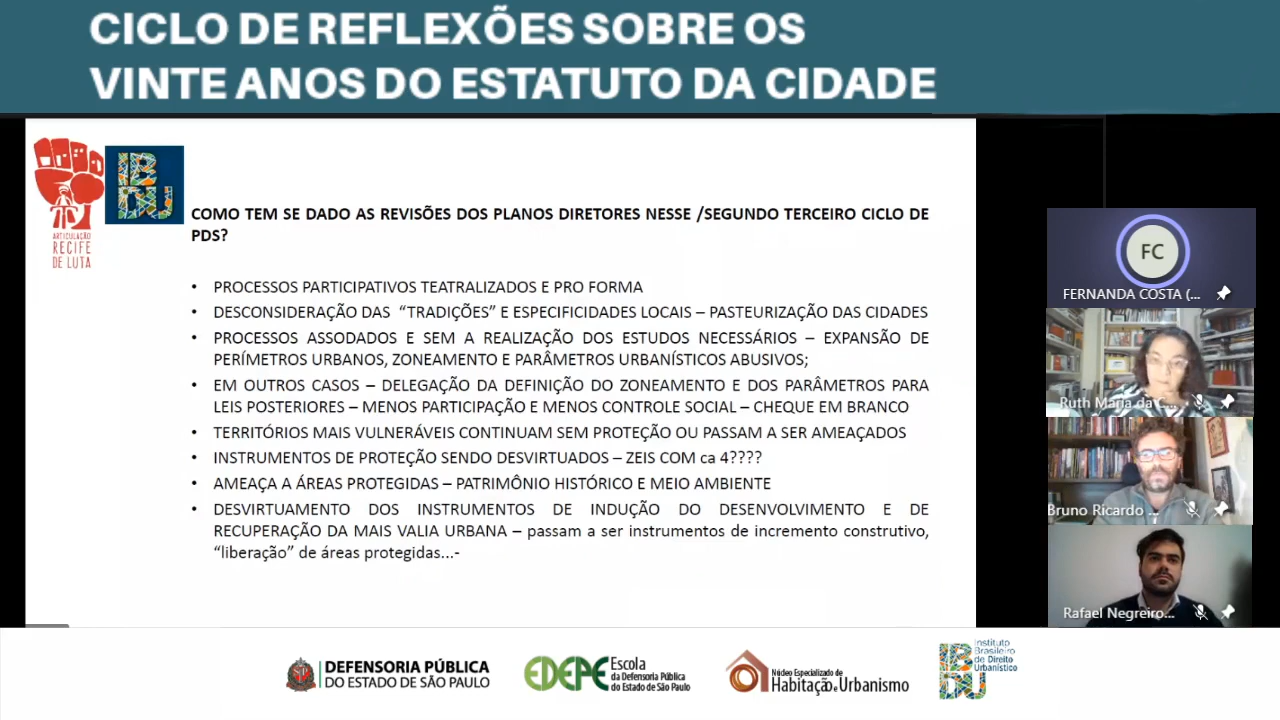 CICLO DE REFLEXÕES SOBRE OS
VINTE ANOS DO ESTATUTO DA CIDADE
ARTICULAÇÃO
RECIFE
DE LUTA
IB
DU
COMO TEM SE DADO AS REVISÕES DOS PLANOS DIRETORES NESSE /SEGUNDO TERCEIRO CICLO DE
PDS?
• PROCESSOS PARTICIPATIVOS TEATRALIZADOS E PRO FORMA
• DESCONSIDERAÇÃO DAS “TRADIÇÕES” E ESPECIFICIDADES LOCAIS – PASTEURIZAÇÃO DAS CIDADES
• PROCESSOS ASSODADOS E SEM A REALIZAÇÃO DOS ESTUDOS NECESSÁRIOS – EXPANSÃO DE
PERÍMETROS URBANOS, ZONEAMENTO E PARÂMETROS URBANÍSTICOS ABUSIVOS;
• EM OUTROS CASOS – DELEGAÇÃO DA DEFINIÇÃO DO ZONEAMENTO E DOS PARÂMETROS PARA
LEIS POSTERIORES – MENOS PARTICIPAÇÃO E MENOS CONTROLE SOCIAL – CHEQUE EM BRANCO
• TERRITÓRIOS MAIS VULNERÁVEIS CONTINUAM SEM PROTEÇÃO OU PASSAM A SER AMEAÇADOS
• INSTRUMENTOS DE PROTEÇÃO SENDO DESVIRTUADOS – ZEIS COM ca 4????
• AMEAÇA A ÁREAS PROTEGIDAS – PATRIMÔNIO HISTÓRICO E MEIO AMBIENTE
• DESVIRTUAMENTO DOS INSTRUMENTOS DE INDUÇÃO DO DESENVOLVIMENTO E DE
RECUPERAÇÃO DA MAIS VALIA URBANA – passam a ser instrumentos de incremento construtivo,
“liberação” de áreas protegidas...-
FC
FERNANDA COSTA (...
Ruth Maria da C...
Bruno Ricardo ...
Rafael Negreiro...
DEFENSORIA PÚBLICA
DO ESTADO DE SÃO PAULO
EDEPE
Escola
da Defensoria Pública
do Estado de São Paulo
Núcleo Especializado de
Habitação e Urbanismo
IB
DU
Instituto
Brasileiro
de Direito
Urbanístico